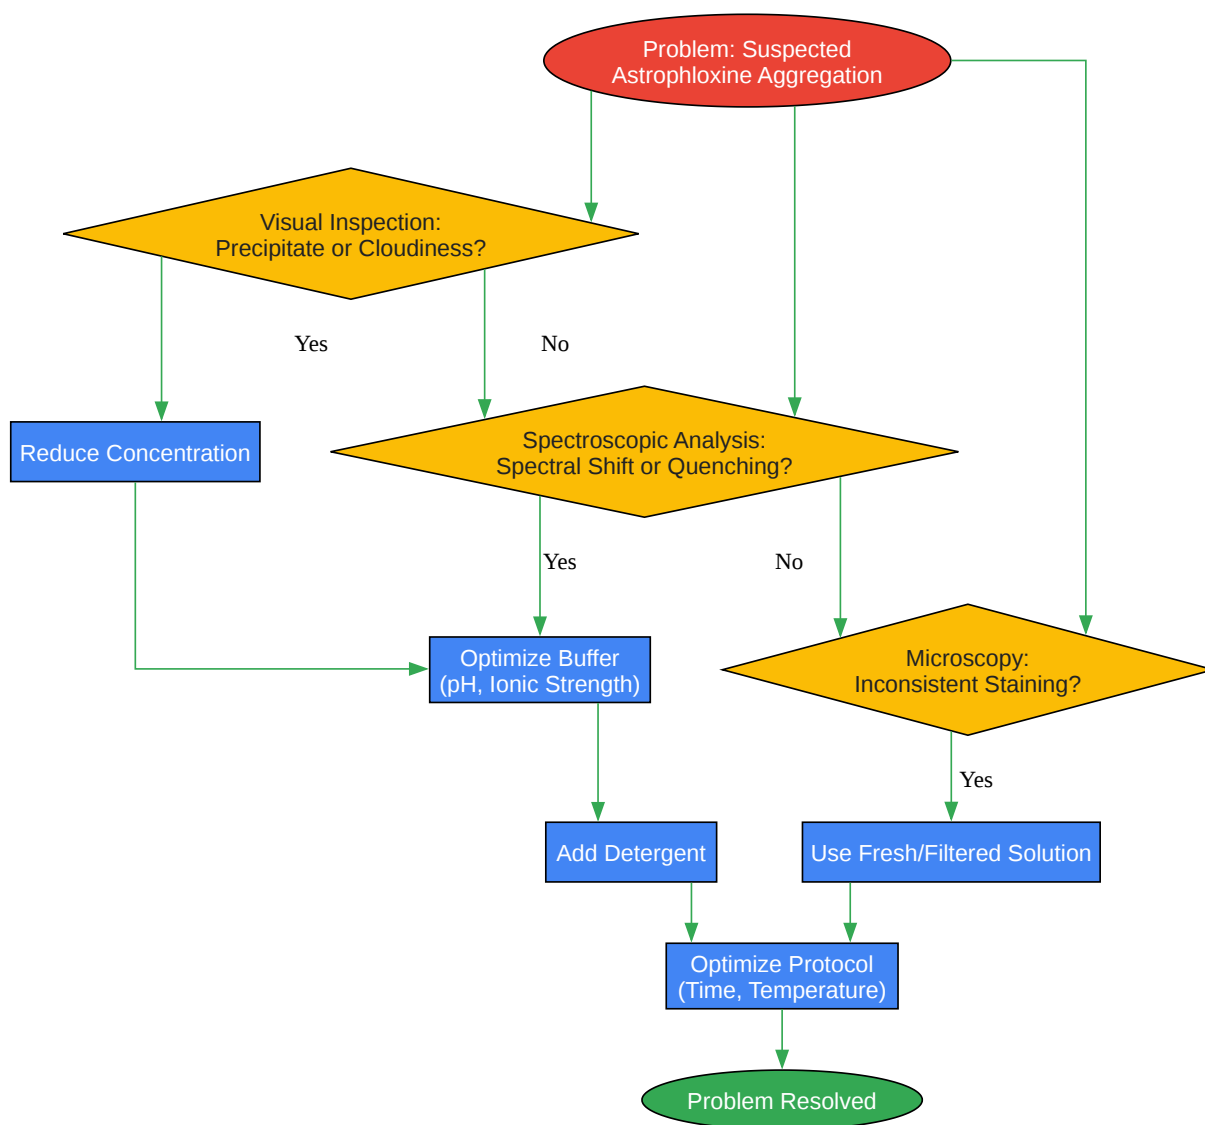 Problem: Suspected
Astrophloxine Aggregation
Visual Inspection:
Precipitate or Cloudiness?
Yes
No
Reduce Concentration
Spectroscopic Analysis:
Spectral Shift or Quenching?
Yes
No
Optimize Buffer
(pH, Ionic Strength)
Microscopy:
Inconsistent Staining?
Yes
Add Detergent
Use Fresh/Filtered Solution
Optimize Protocol
(Time, Temperature)
Problem Resolved